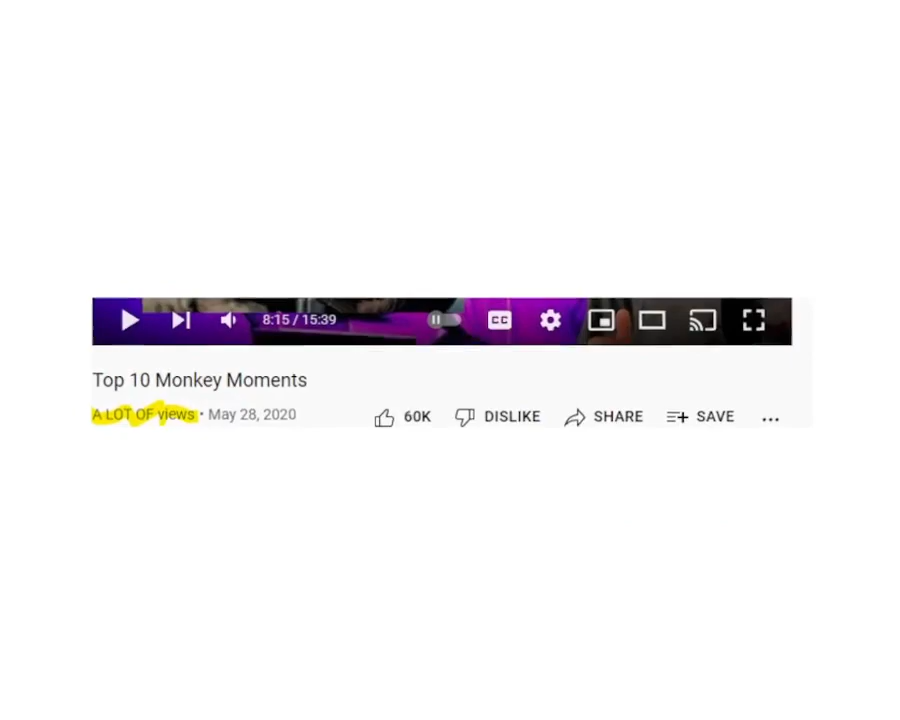 8:15 / 15:39
CC
Top 10 Monkey Moments
A LOT OF views • May 28, 2020
60K DISLIKE SHARE SAVE ...